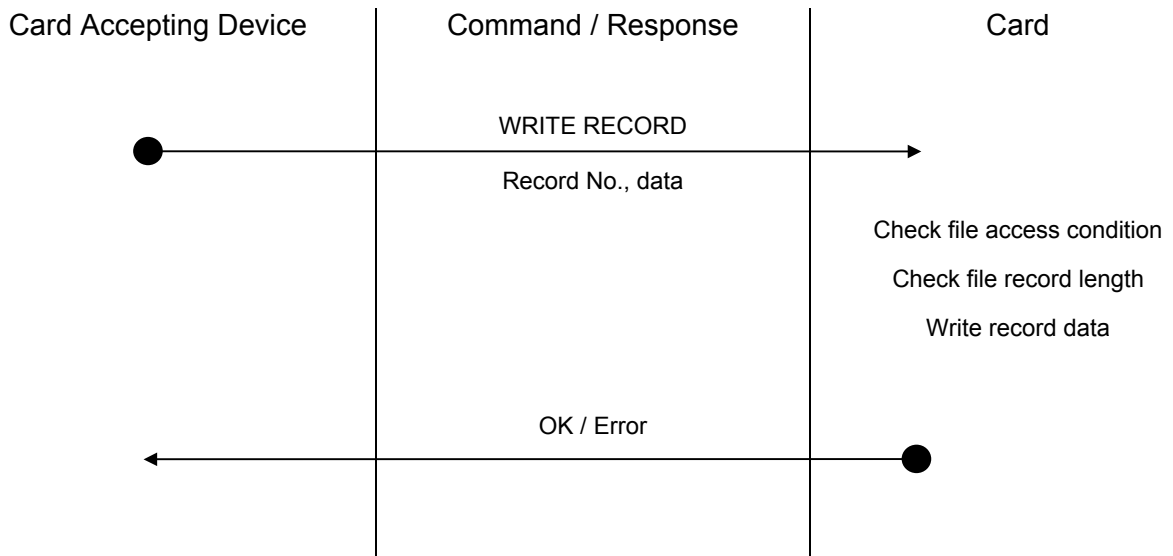 Card Accepting Device
Command / Response
Card
WRITE RECORD
Record No., data
Check file access condition
Check file record length
Write record data
OK / Error